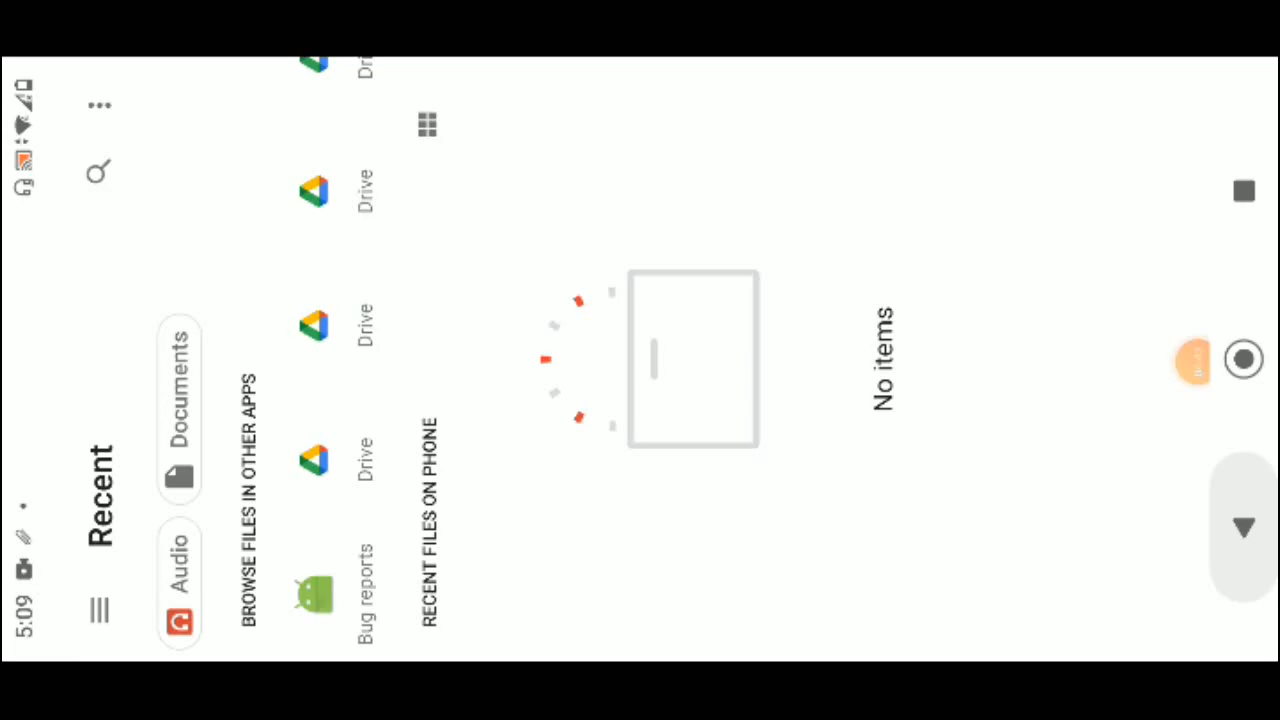 5:09
Recent
Audio
Documents
BROWSE FILES IN OTHER APPS
Bug reports
Drive
Drive
Drive
RECENT FILES ON PHONE
No items